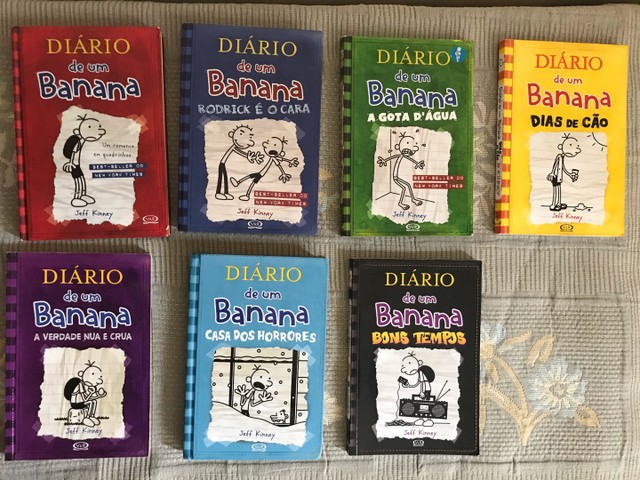 DIÁRIO
de um
Banana
Um romance
em quadrinhos
BEST-SELLER DO
NEW YORK TIMES
Jeff Kinney
V&R
DIÁRIO
de um
Banana
RODRICK É O CARA
BEST-SELLER DO
NEW YORK TIMES
Jeff Kinney
V&R
DIÁRIO
de um
Banana
A GOTA D'ÁGUA
BEST-SELLER DO
NEW YORK TIMES
Jeff Kinney
V&R
DIÁRIO
de um
Banana
DIAS DE CÃO
Jeff Kinney
V&R
DIÁRIO
de um
Banana
A VERDADE NUA E CRUA
Jeff Kinney
V&R
DIÁRIO
de um
Banana
CASA DOS HORRORES
Jeff Kinney
V&R
DIÁRIO
de um
Banana
BONS TEMPOS
Jeff Kinney
V&R